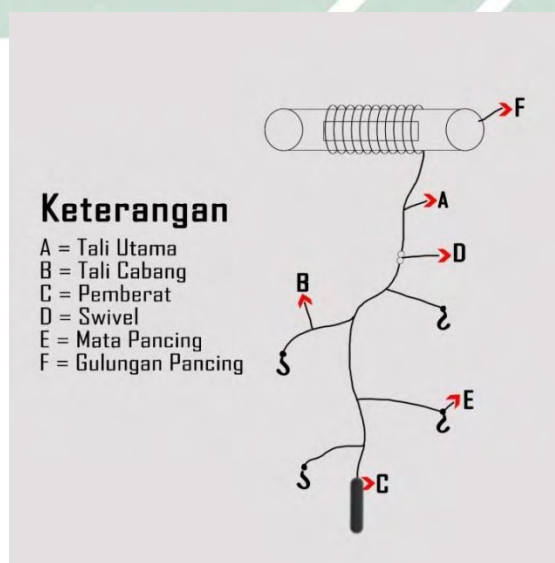 F
A
Keterangan
A = Tali Utama
B = Tali Cabang
C = Pemberat
D = Swivel
E = Mata Pancing
F = Gulungan Pancing
D
B
E
C